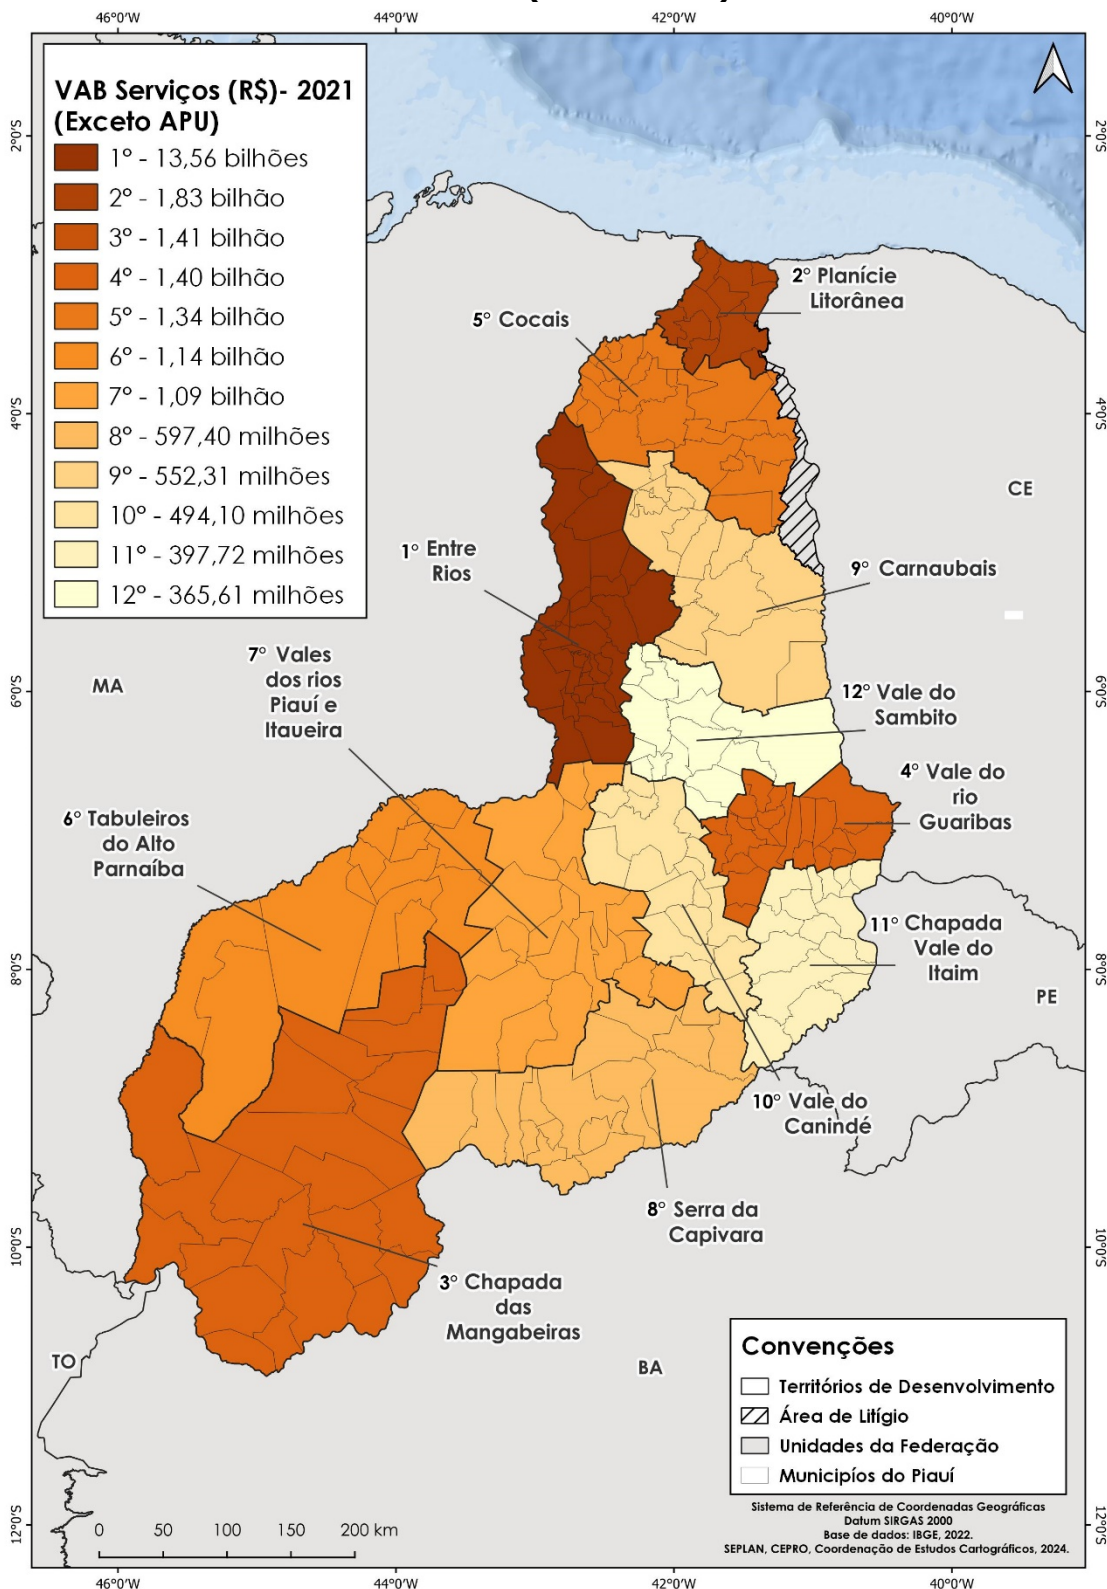 46°0'W 44°0'W 42°0'W 40°0'W
VAB Serviços (R$)- 2021
(Exceto APU)
1° - 13,56 bilhões
2° - 1,83 bilhão
3° - 1,41 bilhão
4° - 1,40 bilhão
5° - 1,34 bilhão
6° - 1,14 bilhão
7° - 1,09 bilhão
8° - 597,40 milhões
9° - 552,31 milhões
10° - 494,10 milhões
11° - 397,72 milhões
12° - 365,61 milhões
2°0'S
2°0'S
2° Planície
Litorânea
5° Cocais
4°0'S
4°0'S
CE
1° Entre
Rios
9° Carnaubais
7° Vales
dos rios
Piauí e
Itaueira
MA
6°0'S
6°0'S
12° Vale do
Sambito
4° Vale do
rio
Guaribas
6° Tabuleiros
do Alto
Parnaíba
11° Chapada
Vale do
Itaim
8°0'S
8°0'S
PE
10° Vale do
Canindé
8° Serra da
Capivara
10°0'S
10°0'S
3° Chapada
das
Mangabeiras
TO
BA
Convenções
Territórios de Desenvolvimento
Área de Litígio
Unidades da Federação
Municipíos do Piauí
Sistema de Referência de Coordenadas Geográficas
Datum SIRGAS 2000
Base de dados: IBGE, 2022.
SEPLAN, CEPRO, Coordenação de Estudos Cartográficos, 2024.
12°0'S
12°0'S
0 50 100 150 200 km
46°0'W 44°0'W 42°0'W 40°0'W